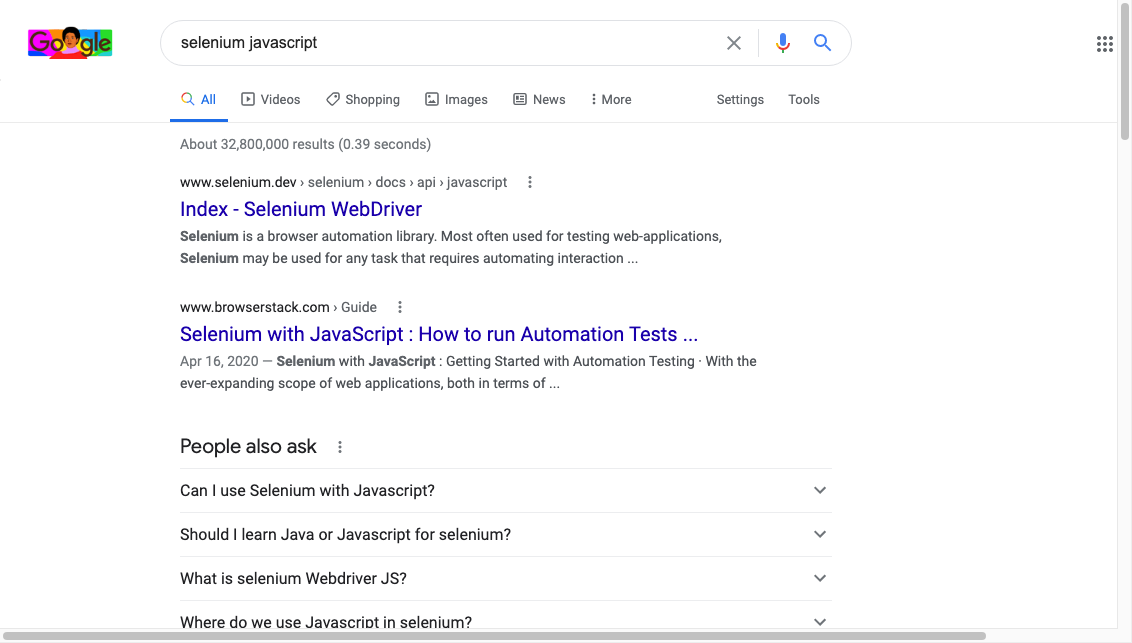 Google
selenium javascript
All
Videos
Shopping
Images
News
More
Settings
Tools
About 32,800,000 results (0.39 seconds)
www.selenium.dev › selenium › docs › api › javascript
Index - Selenium WebDriver
Selenium is a browser automation library. Most often used for testing web-applications,
Selenium may be used for any task that requires automating interaction ...
www.browserstack.com › Guide
Selenium with JavaScript : How to run Automation Tests ...
Apr 16, 2020 — Selenium with JavaScript : Getting Started with Automation Testing · With the
ever-expanding scope of web applications, both in terms of ...
People also ask
Can I use Selenium with Javascript?
Should I learn Java or Javascript for selenium?
What is selenium Webdriver JS?
Where do we use Javascript in selenium?